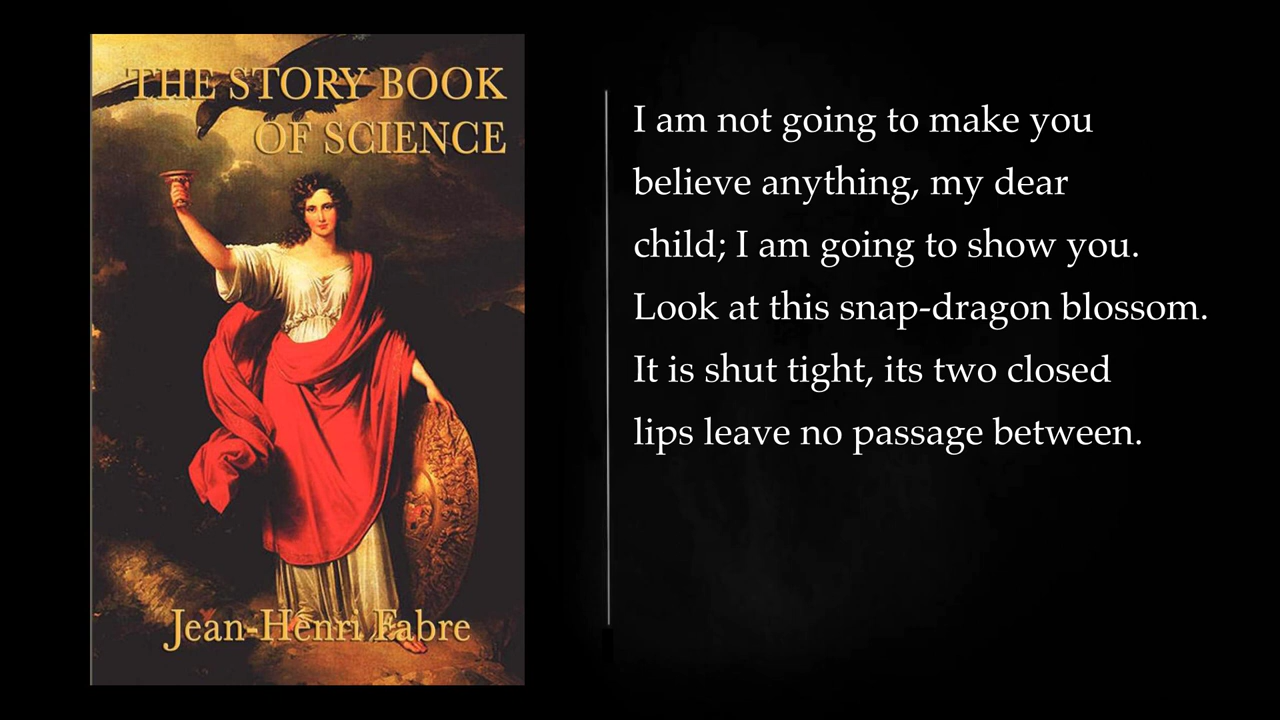 THE STORY BOOK
OF SCIENCE
Jean-Henri Fabre
I am not going to make you
believe anything, my dear
child; I am going to show you.
Look at this snap-dragon blossom.
It is shut tight, its two closed
lips leave no passage between.